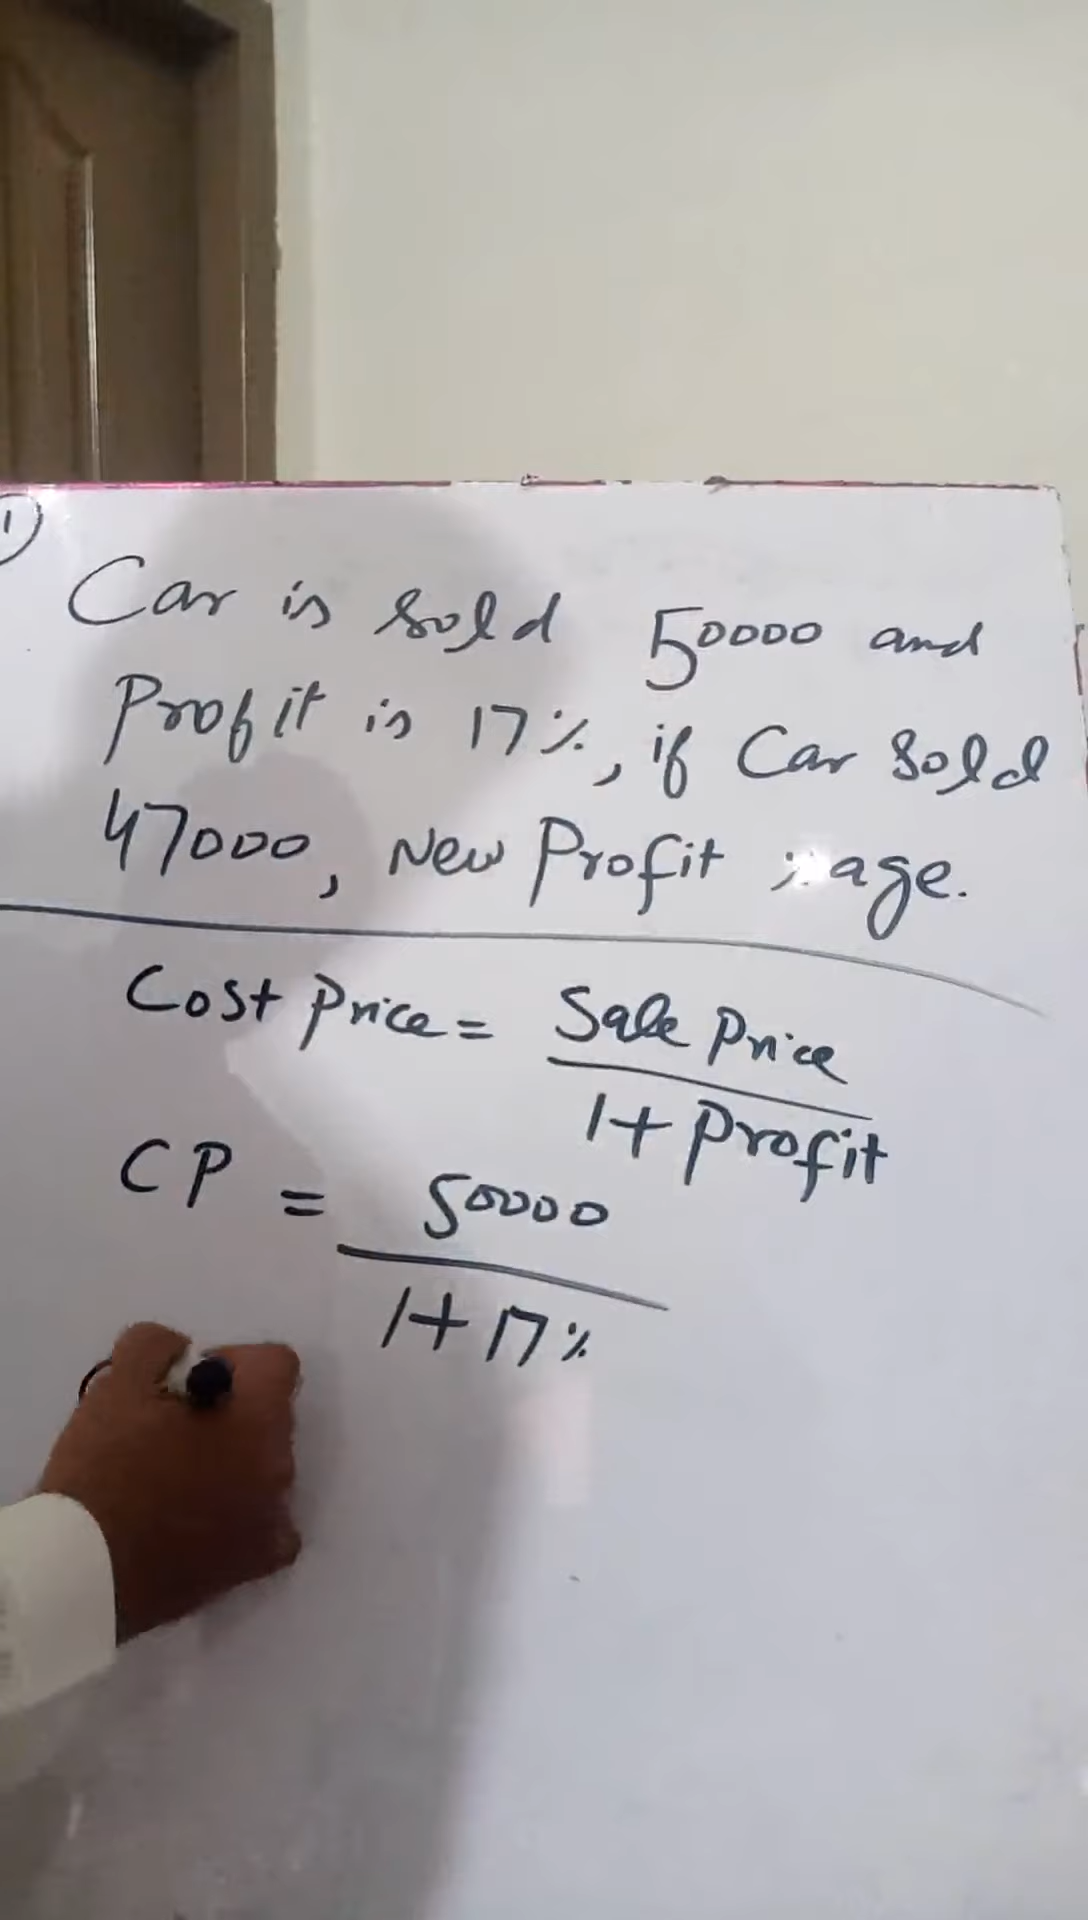 1
Car is sold 50000 and
Profit is 17%, if Car Sold
47000, New Profit %age.
Cost Price = Sale Price
1+ Profit
CP = 50000
1+17%